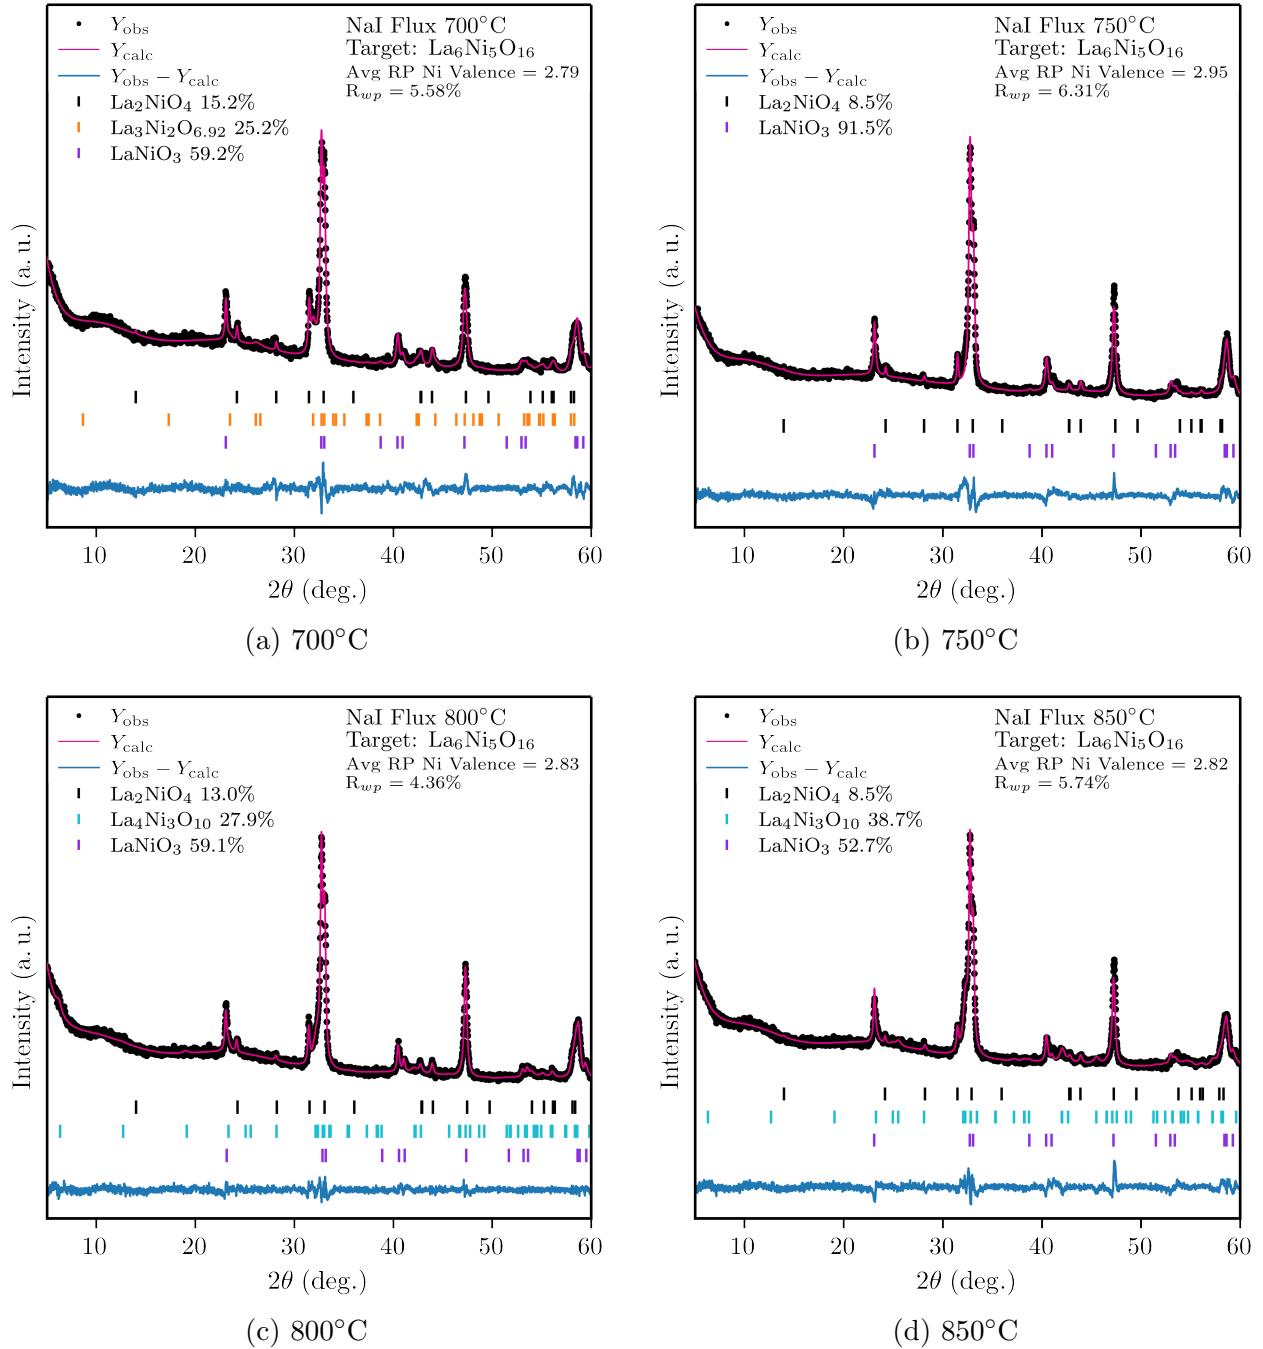 Y_obs
Y_calc
Y_obs − Y_calc
La₂NiO₄ 15.2%
La₃Ni₂O₆.₉₂ 25.2%
LaNiO₃ 59.2%
NaI Flux 700°C
Target: La₆Ni₅O₁₆
Avg RP Ni Valence = 2.79
R_wp = 5.58%
Intensity (a. u.)
10 20 30 40 50 60
2θ (deg.)
(a) 700°C
Y_obs
Y_calc
Y_obs − Y_calc
La₂NiO₄ 8.5%
LaNiO₃ 91.5%
NaI Flux 750°C
Target: La₆Ni₅O₁₆
Avg RP Ni Valence = 2.95
R_wp = 6.31%
Intensity (a. u.)
10 20 30 40 50 60
2θ (deg.)
(b) 750°C
Y_obs
Y_calc
Y_obs − Y_calc
La₂NiO₄ 13.0%
La₄Ni₃O₁₀ 27.9%
LaNiO₃ 59.1%
NaI Flux 800°C
Target: La₆Ni₅O₁₆
Avg RP Ni Valence = 2.83
R_wp = 4.36%
Intensity (a. u.)
10 20 30 40 50 60
2θ (deg.)
(c) 800°C
Y_obs
Y_calc
Y_obs − Y_calc
La₂NiO₄ 8.5%
La₄Ni₃O₁₀ 38.7%
LaNiO₃ 52.7%
NaI Flux 850°C
Target: La₆Ni₅O₁₆
Avg RP Ni Valence = 2.82
R_wp = 5.74%
Intensity (a. u.)
10 20 30 40 50 60
2θ (deg.)
(d) 850°C